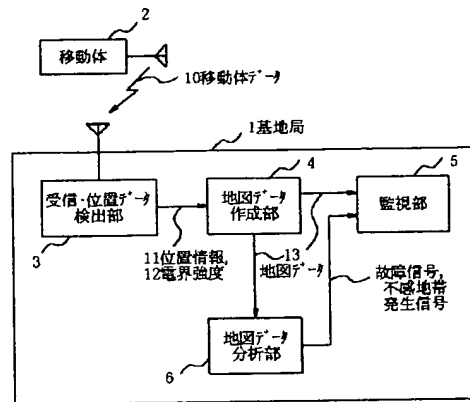 2
移動体
10移動体データ
1基地局
受信・位置データ
検出部
3
4
地図データ
作成部
5
監視部
11位置情報,
12電界強度
13
地図データ
故障信号,
不感地帯
発生信号
地図データ
分析部
6